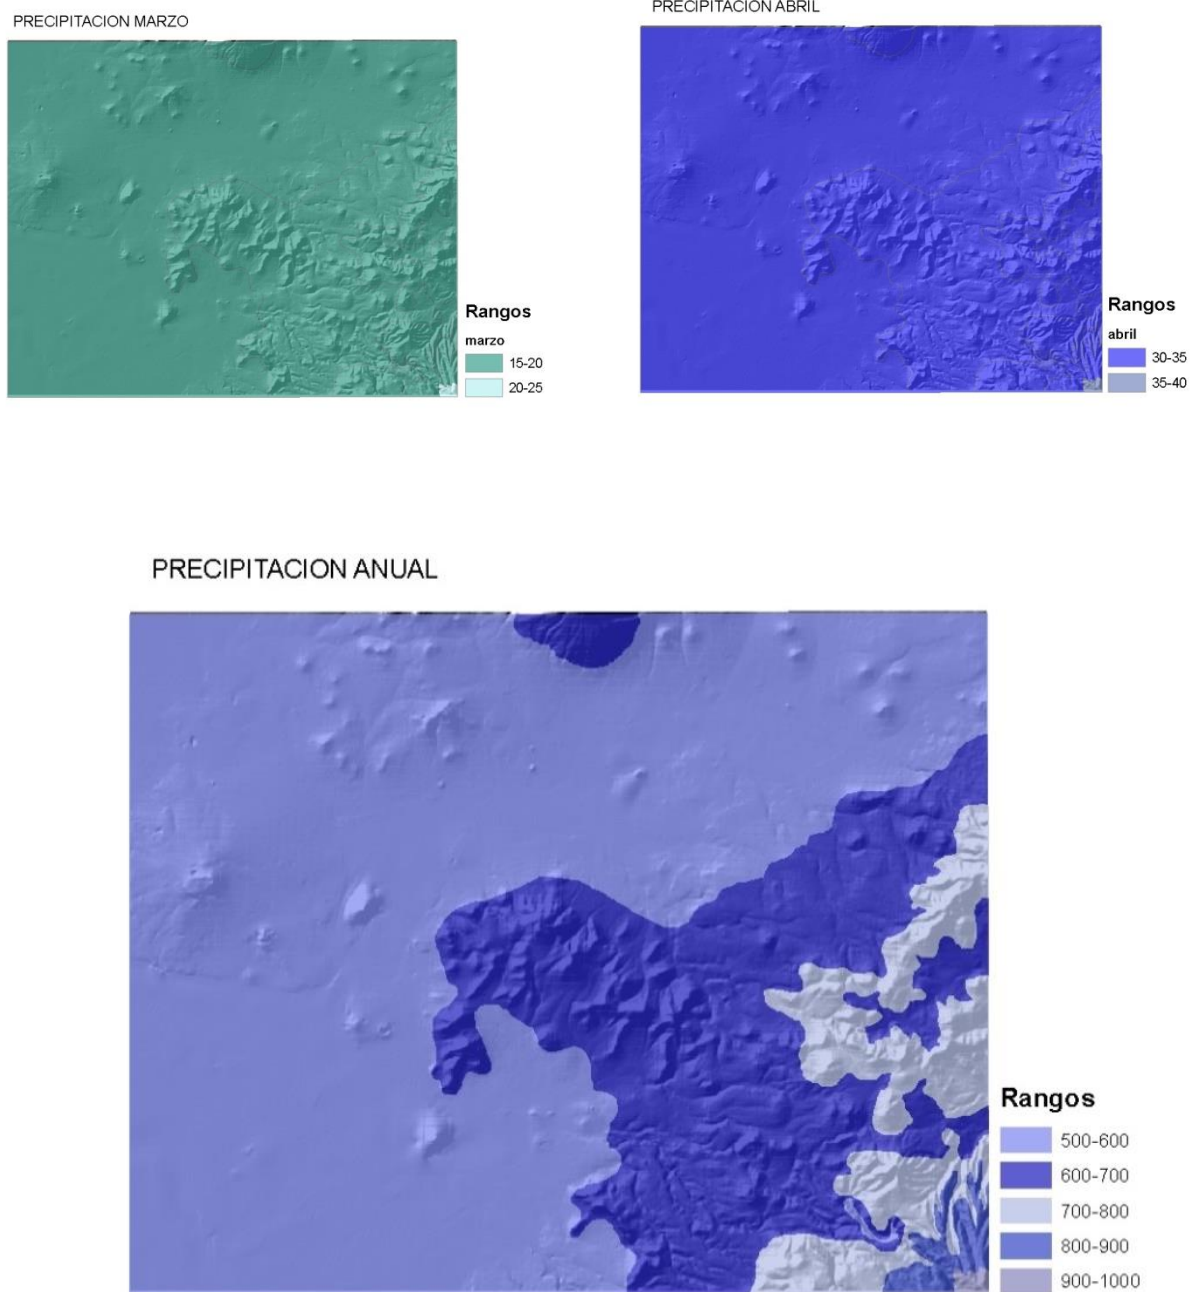 PRECIPITACION MARZO
Rangos
marzo
15-20
20-25
PRECIPITACION ABRIL
Rangos
abril
30-35
35-40
PRECIPITACION ANUAL
Rangos
500-600
600-700
700-800
800-900
900-1000